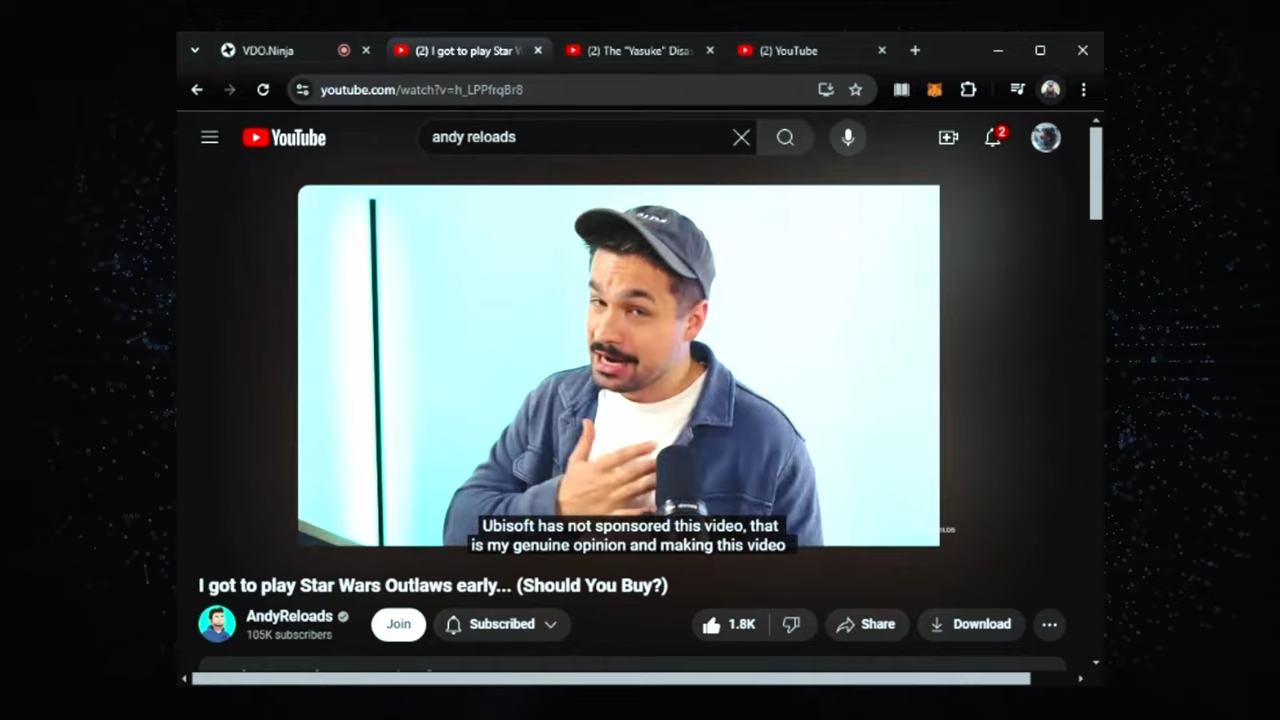 VDO.Ninja
(2) I got to play Star W
(2) The "Yasuke" Disas
(2) YouTube
youtube.com/watch?v=h_LPPfrqBr8
YouTube
andy reloads
2
Ubisoft has not sponsored this video, that
is my genuine opinion and making this video
I got to play Star Wars Outlaws early... (Should You Buy?)
AndyReloads
105K subscribers
Join
Subscribed
1.8K
Share
Download